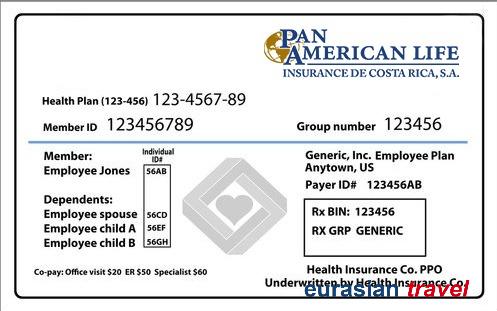 PAN
AMERICAN LIFE
INSURANCE DE COSTA RICA, S.A.
Health Plan (123-456) 123-4567-89
Member ID 123456789 Group number 123456
Member: Individual ID#
Employee Jones 56AB
Dependents:
Employee spouse 56CD
Employee child A 56EF
Employee child B 56GH
Generic, Inc. Employee Plan
Anytown, US
Payer ID# 123456AB
Rx BIN: 123456
RX GRP GENERIC
Co-pay: Office visit $20 ER $50 Specialist $60
Health Insurance Co. PPO
Underwritten by Health Insurance Co.
eurasian travel